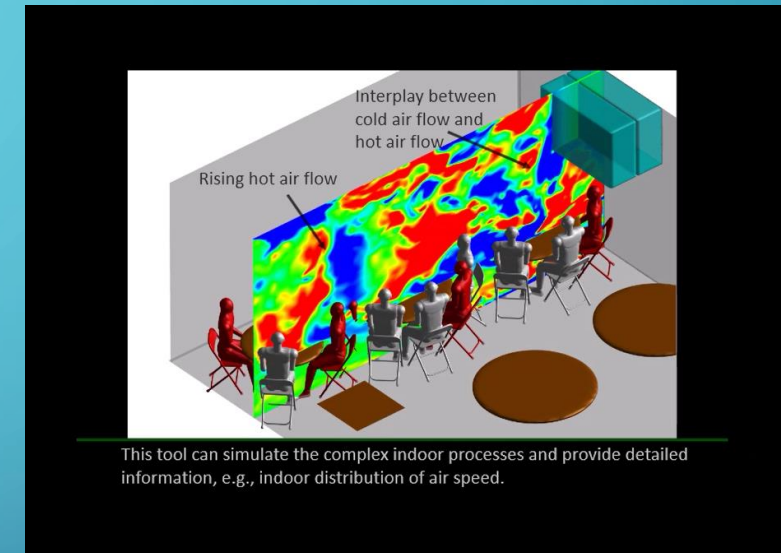 Interplay between
cold air flow and
hot air flow
Rising hot air flow
This tool can simulate the complex indoor processes and provide detailed
information, e.g., indoor distribution of air speed.